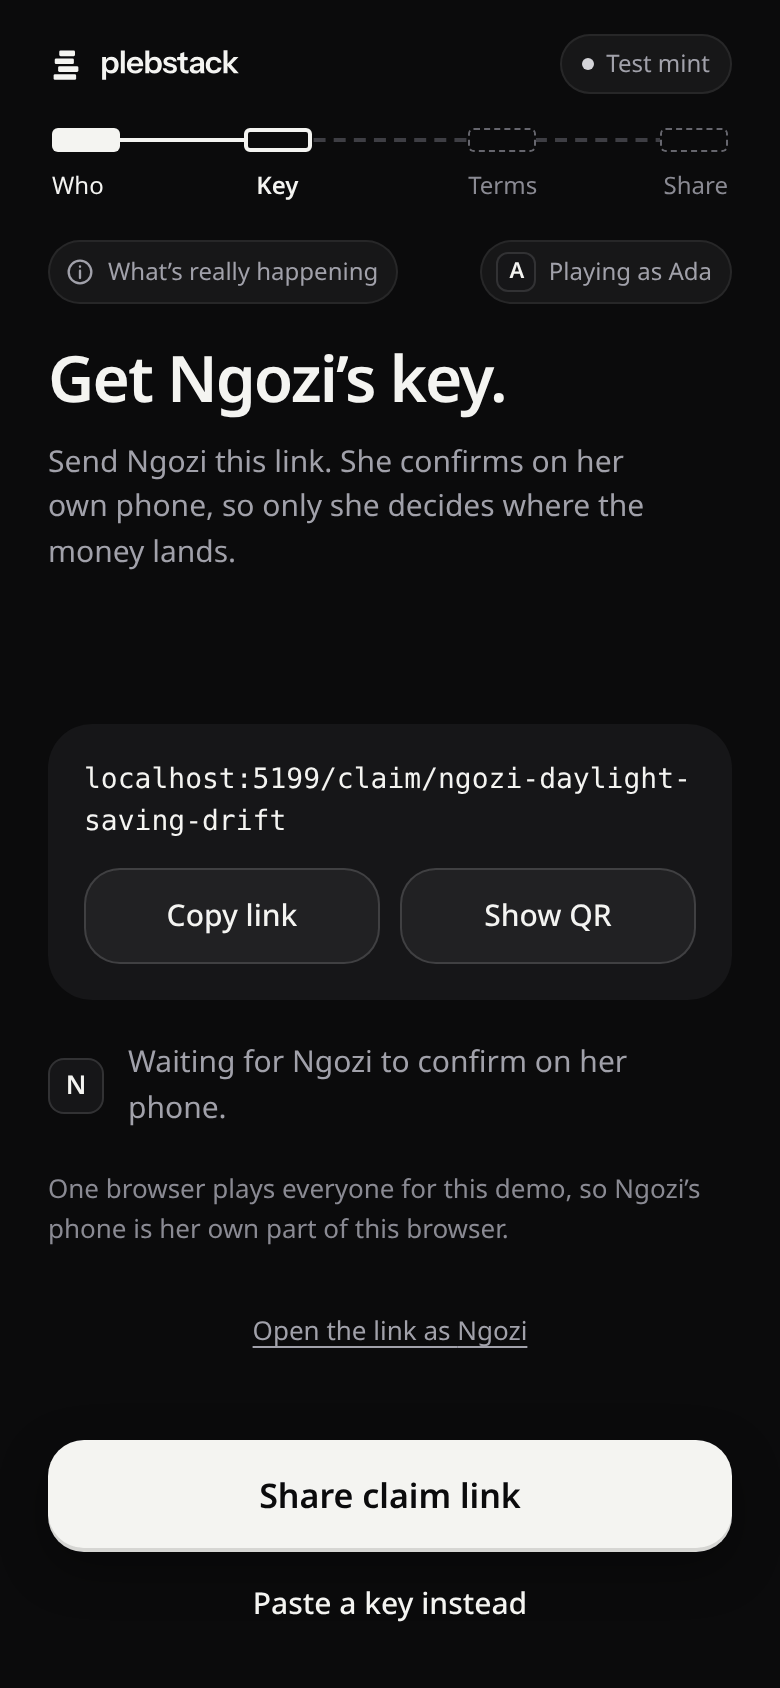 plebstack
Test mint
Who
Key
Terms
Share
What’s really happening
A
Playing as Ada
Get Ngozi’s key.
Send Ngozi this link. She confirms on her
own phone, so only she decides where the
money lands.
localhost:5199/claim/ngozi-daylight-
saving-drift
Copy link
Show QR
N
Waiting for Ngozi to confirm on her
phone.
One browser plays everyone for this demo, so Ngozi’s
phone is her own part of this browser.
Open the link as Ngozi
Share claim link
Paste a key instead